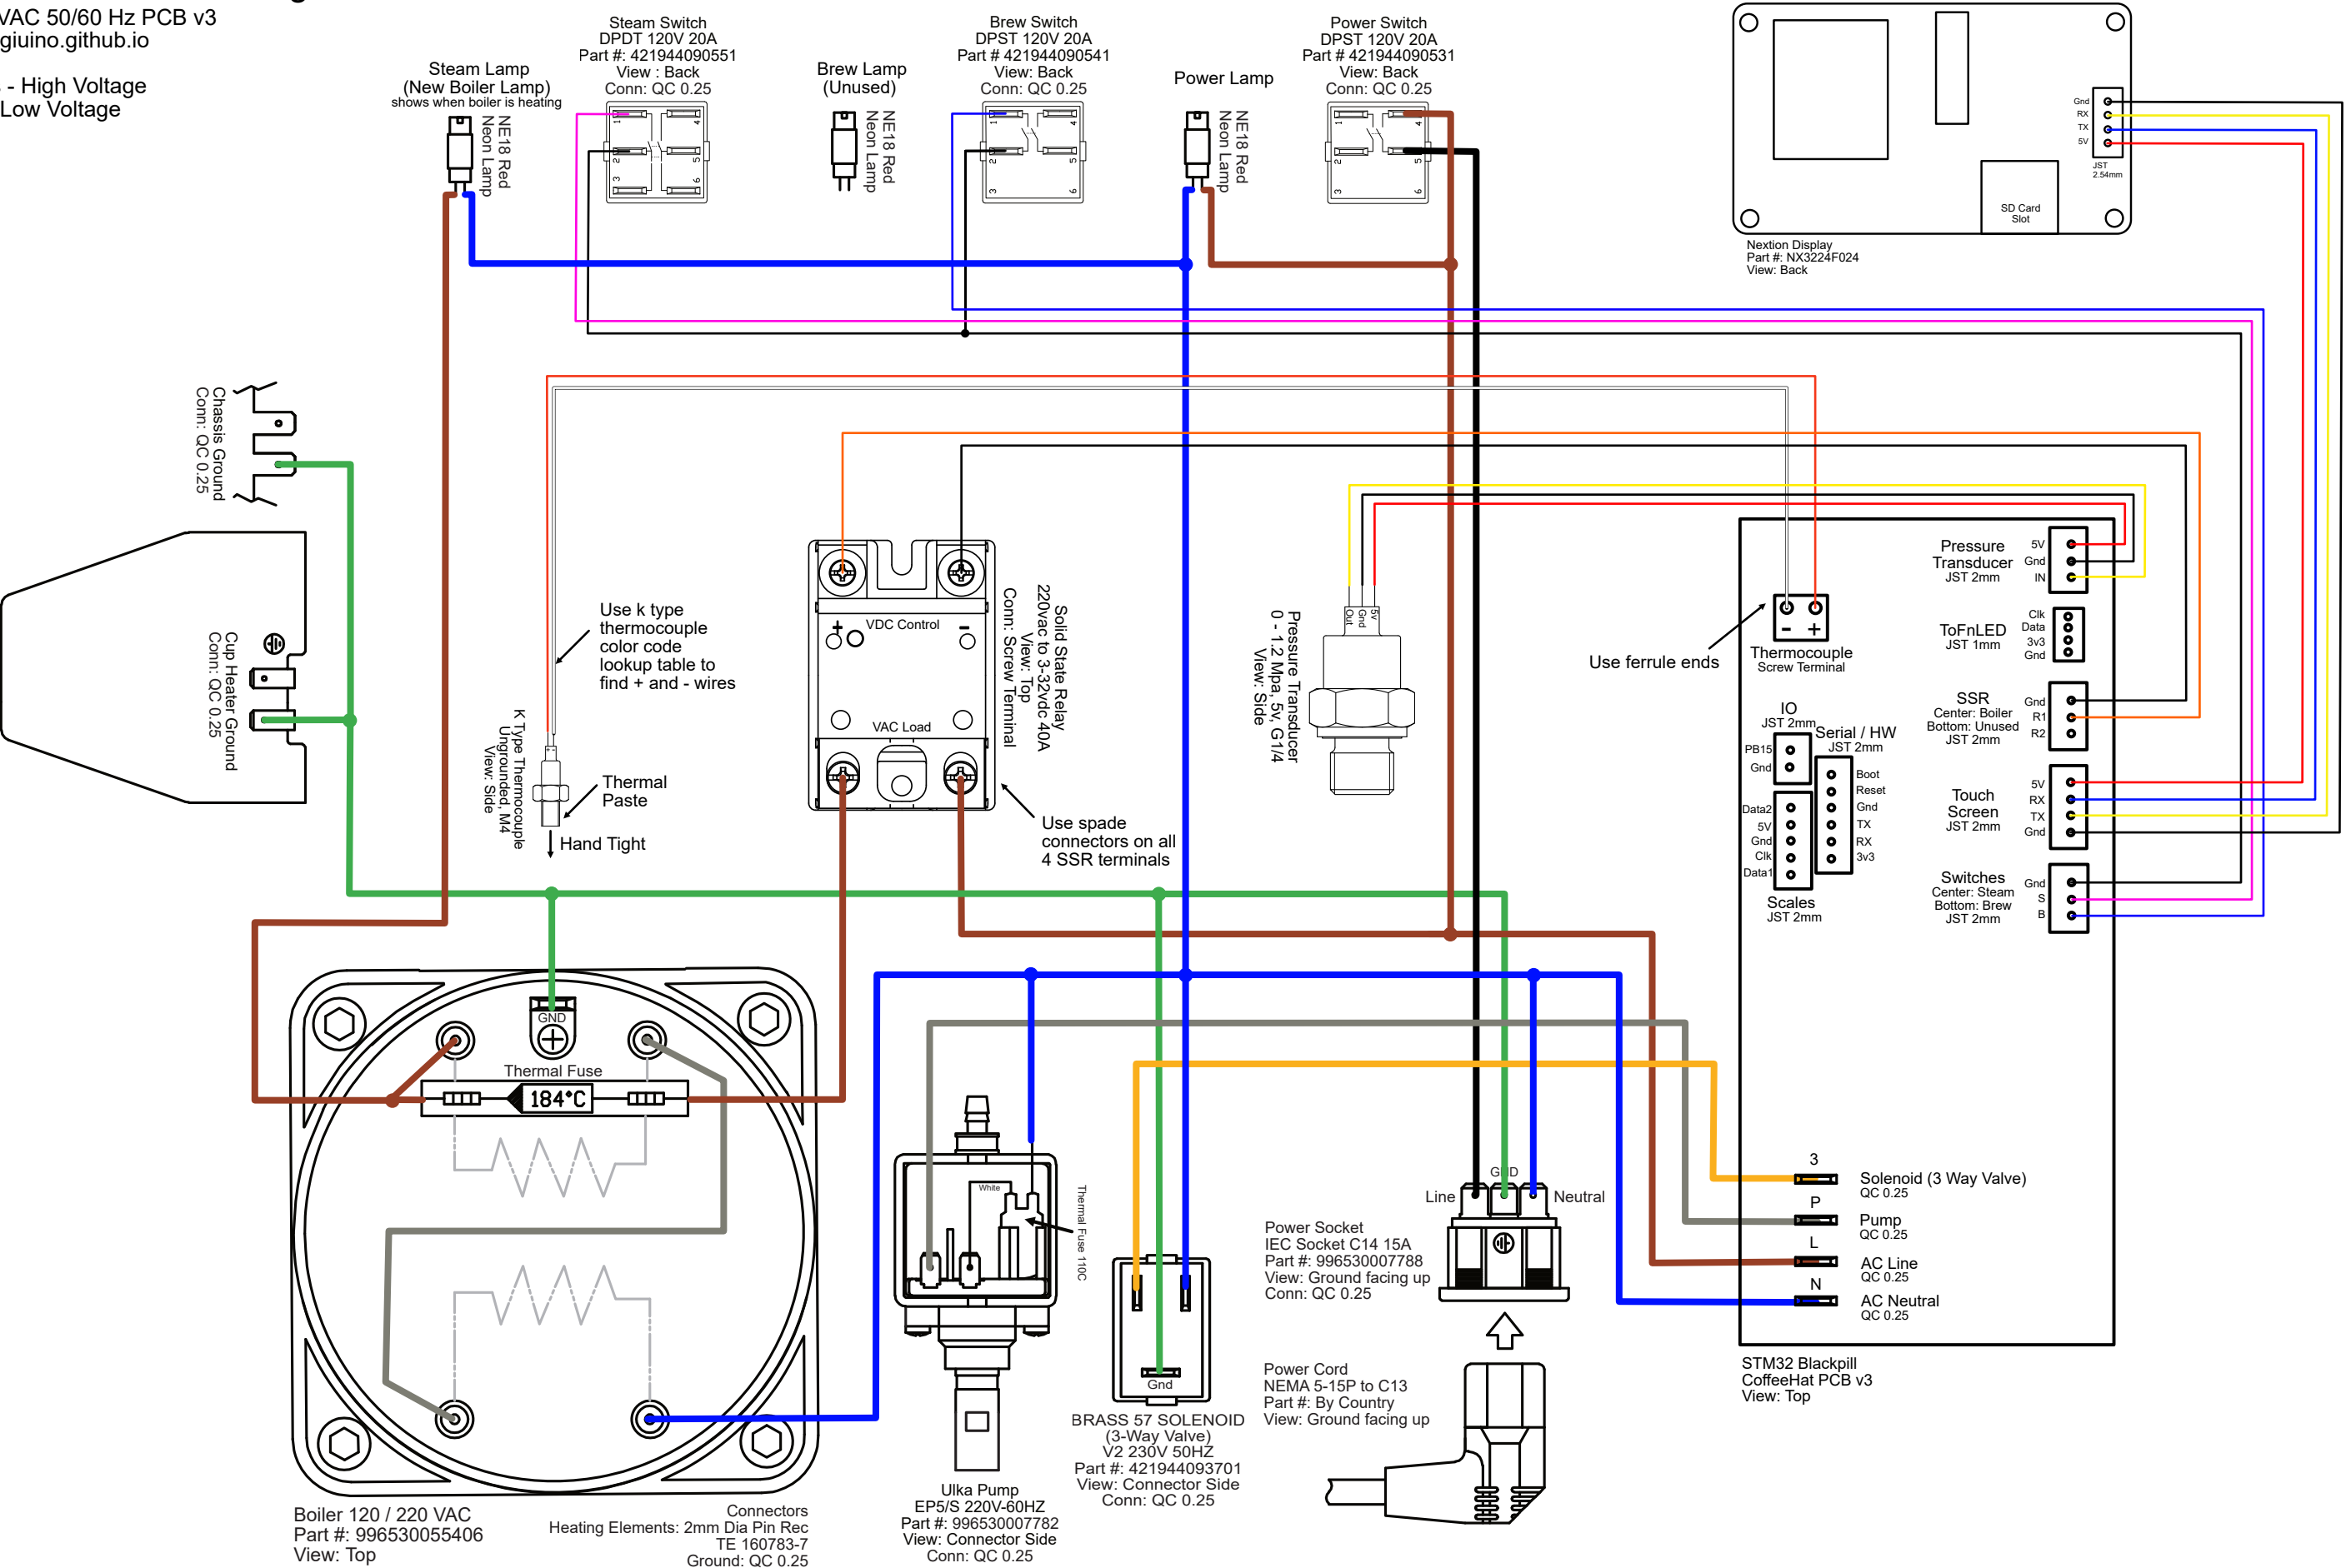 VAC 50/60 Hz PCB v3
giuino.github.io
- High Voltage
Low Voltage
Steam Lamp
(New Boiler Lamp)
shows when boiler is heating
NE18 Red
Neon Lamp
Steam Switch
DPDT 120V 20A
Part #: 421944090551
View : Back
Conn: QC 0.25
1
2
3
4
5
6
Brew Lamp
(Unused)
NE18 Red
Neon Lamp
Brew Switch
DPST 120V 20A
Part # 421944090541
View: Back
Conn: QC 0.25
1
2
3
4
5
6
Power Lamp
NE18 Red
Neon Lamp
Power Switch
DPST 120V 20A
Part # 421944090531
View: Back
Conn: QC 0.25
1
2
3
4
5
6
Gnd
RX
TX
5V
JST
2.54mm
SD Card
Slot
Nextion Display
Part #: NX3224F024
View: Back
Chassis Ground
Conn: QC 0.25
Cup Heater Ground
Conn: QC 0.25
Use k type
thermocouple
color code
lookup table to
find + and - wires
K Type Thermocouple
Ungrounded, M4
View: Side
Thermal
Paste
Hand Tight
+
VDC Control
-
VAC Load
Solid State Relay
220vac to 3-32vdc 40A
View: Top
Conn: Screw Terminal
Use spade
connectors on all
4 SSR terminals
Out
Gnd
5v
Pressure Transducer
0 - 1.2 Mpa, 5v, G1/4
View: Side
Use ferrule ends
- +
Thermocouple
Screw Terminal
Pressure
Transducer
JST 2mm
5V
Gnd
IN
ToFnLED
JST 1mm
Clk
Data
3v3
Gnd
SSR
Center: Boiler
Bottom: Unused
JST 2mm
Gnd
R1
R2
IO
JST 2mm
PB15
Gnd
Serial / HW
JST 2mm
Boot
Reset
Gnd
TX
RX
3v3
Data2
5V
Gnd
Clk
Data1
Scales
JST 2mm
Touch
Screen
JST 2mm
5V
RX
TX
Gnd
Switches
Center: Steam
Bottom: Brew
JST 2mm
Gnd
S
B
3
Solenoid (3 Way Valve)
QC 0.25
P
Pump
QC 0.25
L
AC Line
QC 0.25
N
AC Neutral
QC 0.25
STM32 Blackpill
CoffeeHat PCB v3
View: Top
GND
Thermal Fuse
184°C
Boiler 120 / 220 VAC
Part #: 996530055406
View: Top
Connectors
Heating Elements: 2mm Dia Pin Rec
TE 160783-7
Ground: QC 0.25
White
Thermal Fuse 110C
Ulka Pump
EP5/S 220V-60HZ
Part #: 996530007782
View: Connector Side
Conn: QC 0.25
Gnd
BRASS 57 SOLENOID
(3-Way Valve)
V2 230V 50HZ
Part #: 421944093701
View: Connector Side
Conn: QC 0.25
Line
GND
Neutral
Power Socket
IEC Socket C14 15A
Part #: 996530007788
View: Ground facing up
Conn: QC 0.25
Power Cord
NEMA 5-15P to C13
Part #: By Country
View: Ground facing up